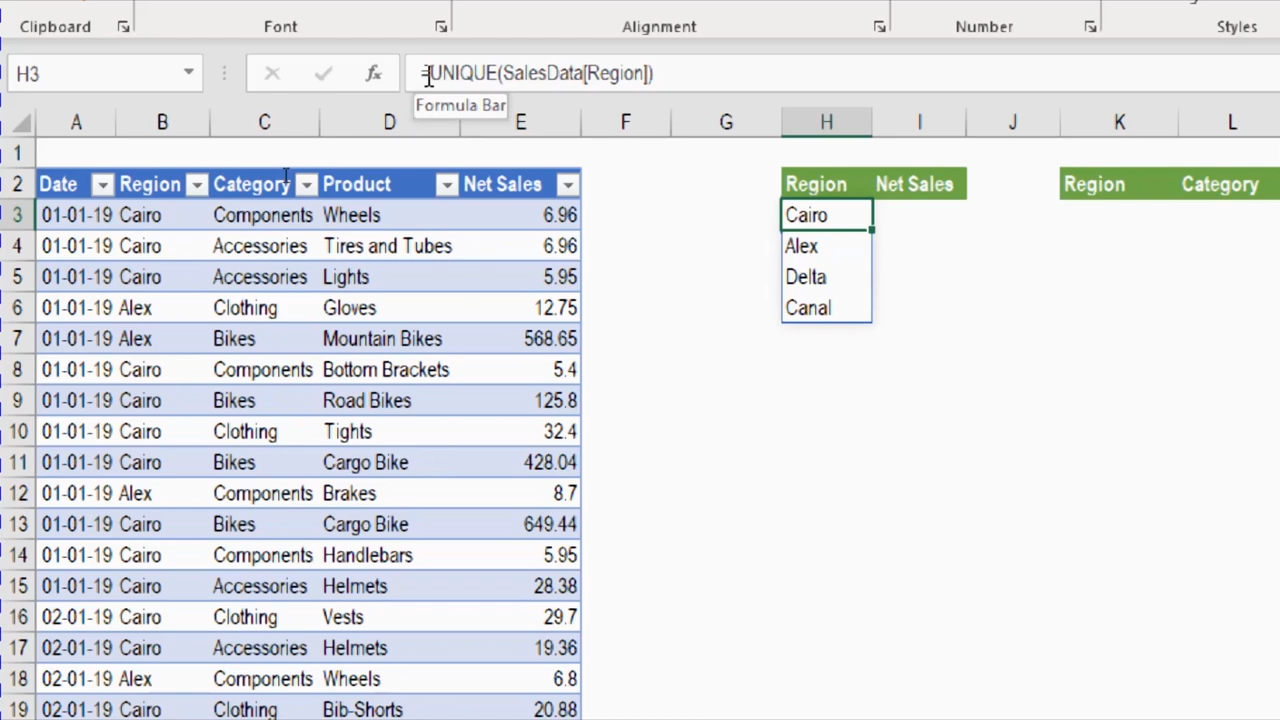 Clipboard Font Alignment Number Styles
H3 fx =UNIQUE(SalesData[Region])
Formula Bar
A B C D E F G H I J K L
1
2 Date Region Category Product Net Sales Region Net Sales Region Category
3 01-01-19 Cairo Components Wheels 6.96 Cairo
4 01-01-19 Cairo Accessories Tires and Tubes 6.96 Alex
5 01-01-19 Cairo Accessories Lights 5.95 Delta
6 01-01-19 Alex Clothing Gloves 12.75 Canal
7 01-01-19 Alex Bikes Mountain Bikes 568.65
8 01-01-19 Cairo Components Bottom Brackets 5.4
9 01-01-19 Cairo Bikes Road Bikes 125.8
10 01-01-19 Cairo Clothing Tights 32.4
11 01-01-19 Cairo Bikes Cargo Bike 428.04
12 01-01-19 Alex Components Brakes 8.7
13 01-01-19 Cairo Bikes Cargo Bike 649.44
14 01-01-19 Cairo Components Handlebars 5.95
15 01-01-19 Cairo Accessories Helmets 28.38
16 02-01-19 Cairo Clothing Vests 29.7
17 02-01-19 Cairo Accessories Helmets 19.36
18 02-01-19 Alex Components Wheels 6.8
19 02-01-19 Cairo Clothing Bib-Shorts 20.88